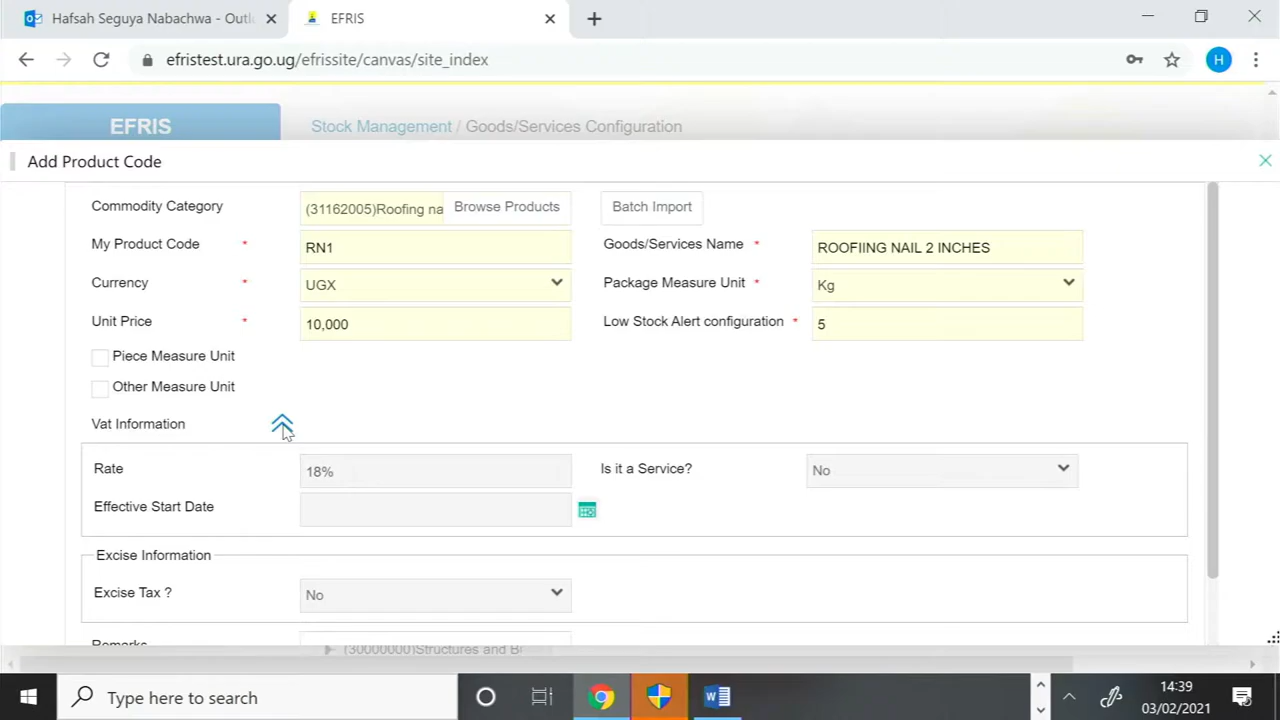 Hafsah Seguya Nabachwa - Outlo
EFRIS
efristest.ura.go.ug/efrissite/canvas/site_index
H
EFRIS
Stock Management / Goods/Services Configuration
Add Product Code
Commodity Category
(31162005)Roofing na
Browse Products
Batch Import
My Product Code *
RN1
Goods/Services Name *
ROOFIING NAIL 2 INCHES
Currency *
UGX
Package Measure Unit *
Kg
Unit Price *
10,000
Low Stock Alert configuration *
5
Piece Measure Unit
Other Measure Unit
Vat Information
Rate
18%
Is it a Service?
No
Effective Start Date
Excise Information
Excise Tax ?
No
Remarks
(30000000)Structures and B
Type here to search
14:39
03/02/2021